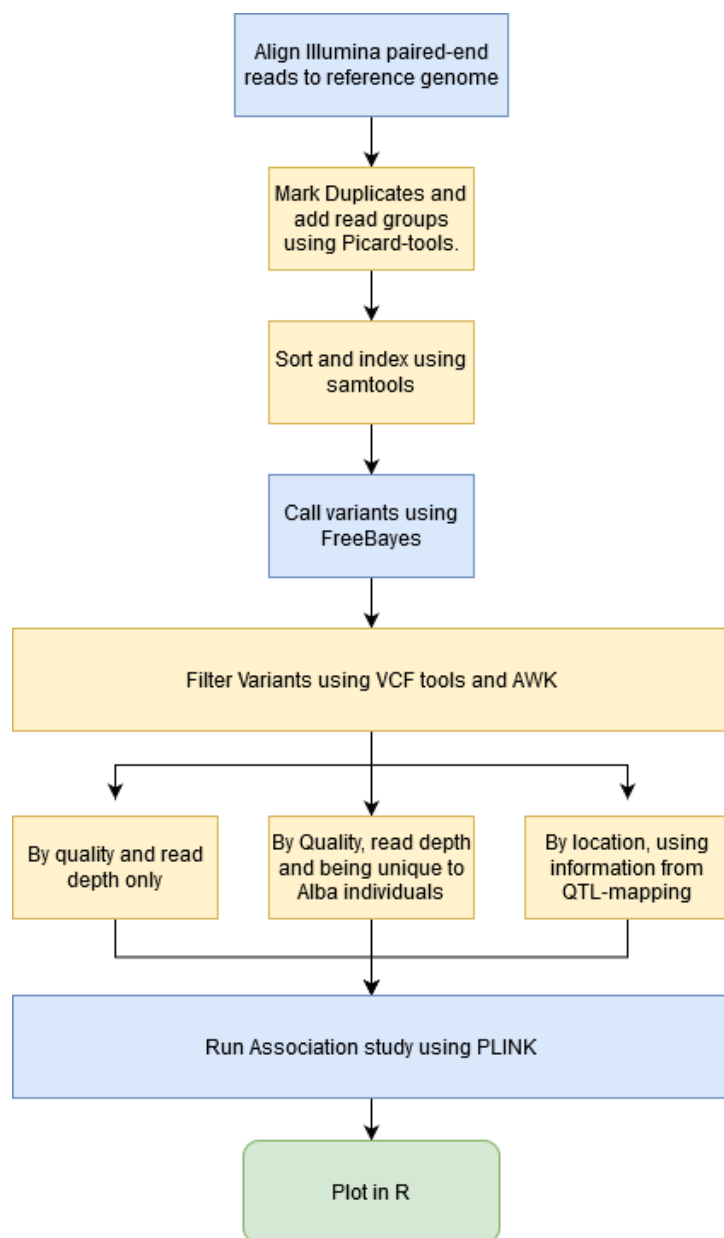 Align Illumina paired-end
reads to reference genome
Mark Duplicates and
add read groups
using Picard-tools.
Sort and index using
samtools
Call variants using
FreeBayes
Filter Variants using VCF tools and AWK
By quality and read
depth only
By Quality, read depth
and being unique to
Alba individuals
By location, using
information from
QTL-mapping
Run Association study using PLINK
Plot in R